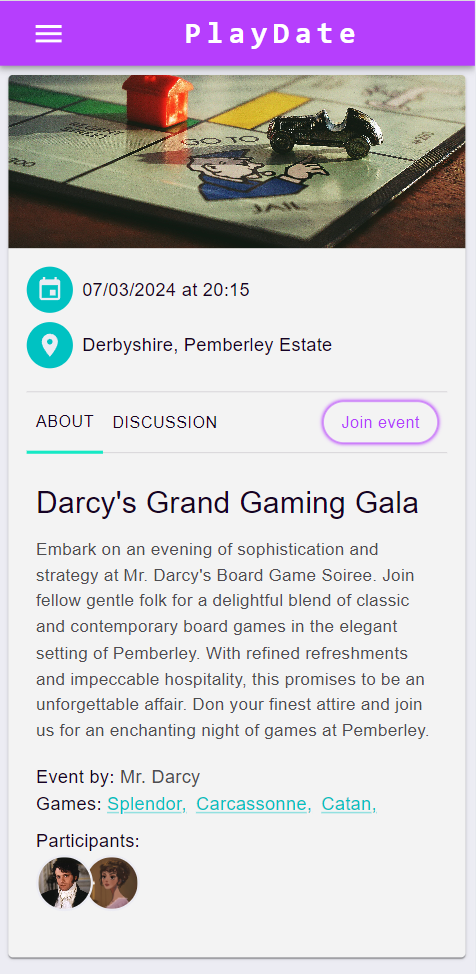 PlayDate
GO TO
JAIL
07/03/2024 at 20:15
Derbyshire, Pemberley Estate
ABOUT DISCUSSION Join event
Darcy's Grand Gaming Gala
Embark on an evening of sophistication and
strategy at Mr. Darcy's Board Game Soiree. Join
fellow gentle folk for a delightful blend of classic
and contemporary board games in the elegant
setting of Pemberley. With refined refreshments
and impeccable hospitality, this promises to be an
unforgettable affair. Don your finest attire and join
us for an enchanting night of games at Pemberley.
Event by: Mr. Darcy
Games: Splendor, Carcassonne, Catan,
Participants: